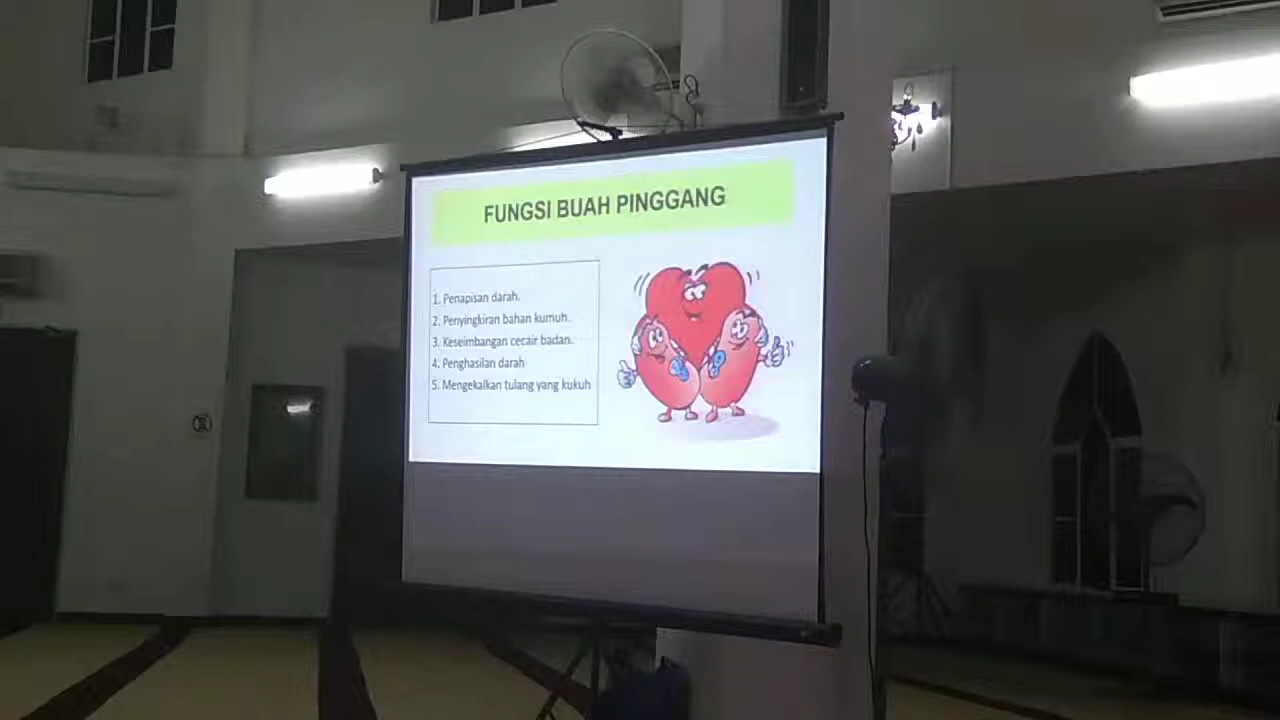 FUNGSI BUAH PINGGANG
1. Penapisan darah.
2. Penyingkiran bahan kumuh.
3. Keseimbangan cecair badan.
4. Penghasilan darah
5. Mengekalkan tulang yang kukuh